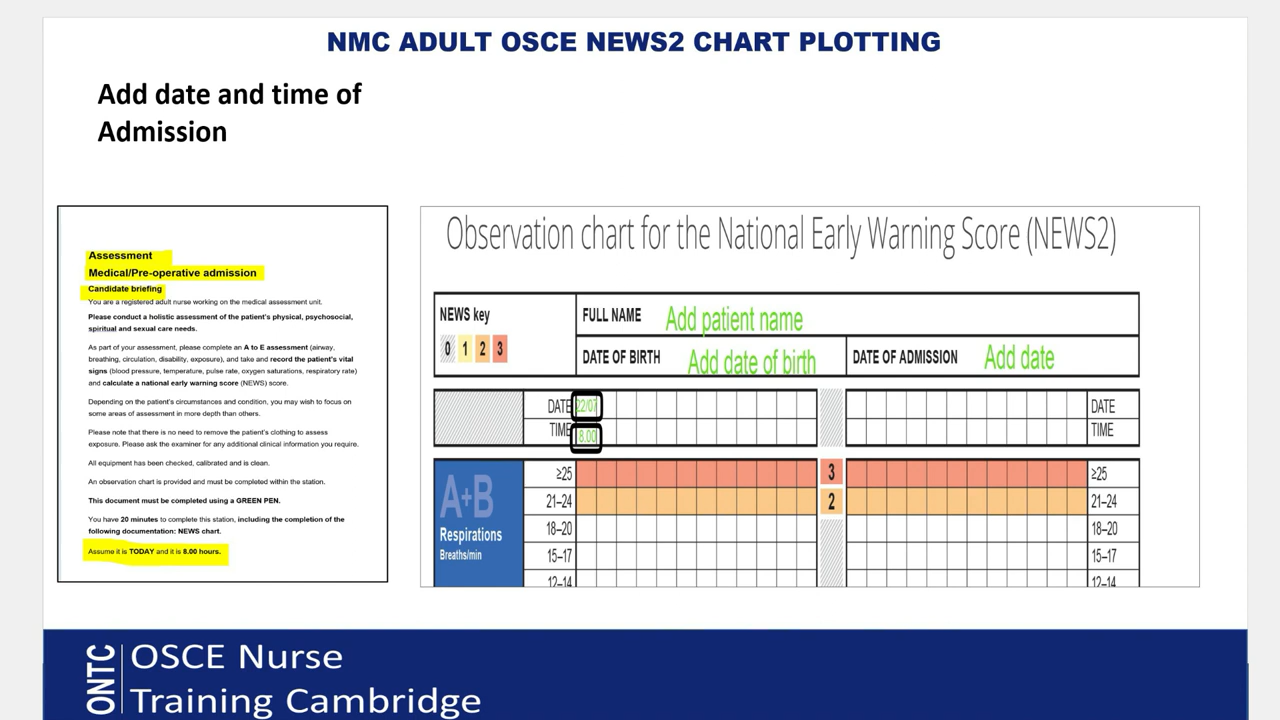 NMC ADULT OSCE NEWS2 CHART PLOTTING
Add date and time of
Admission
Assessment
Medical/Pre-operative admission
Candidate briefing
You are a registered adult nurse working on the medical assessment unit.
Please conduct a holistic assessment of the patient's physical, psychosocial,
spiritual and sexual care needs.
As part of your assessment, please complete an A to E assessment (airway,
breathing, circulation, disability, exposure), and take and record the patient's vital
signs (blood pressure, temperature, pulse rate, oxygen saturations, respiratory rate)
and calculate a national early warning score (NEWS) score.
Depending on the patient's circumstances and condition, you may wish to focus on
some areas of assessment in more depth than others.
Please note that there is no need to remove the patient's clothing to assess
exposure. Please ask the examiner for any additional clinical information you require.
All equipment has been checked, calibrated and is clean.
An observation chart is provided and must be completed within the station.
This document must be completed using a GREEN PEN.
You have 20 minutes to complete this station, including the completion of the
following documentation: NEWS chart.
Assume it is TODAY and it is 8.00 hours.
Observation chart for the National Early Warning Score (NEWS2)
NEWS key
0 1 2 3
FULL NAME Add patient name
DATE OF BIRTH Add date of birth
DATE OF ADMISSION Add date
DATE DATE
TIME 8.00 TIME
A+B
Respirations
Breaths/min
≥25 3 ≥25
21–24 2 21–24
18–20 18–20
15–17 15–17
12–14 12–14
ONTC
OSCE Nurse
Training Cambridge